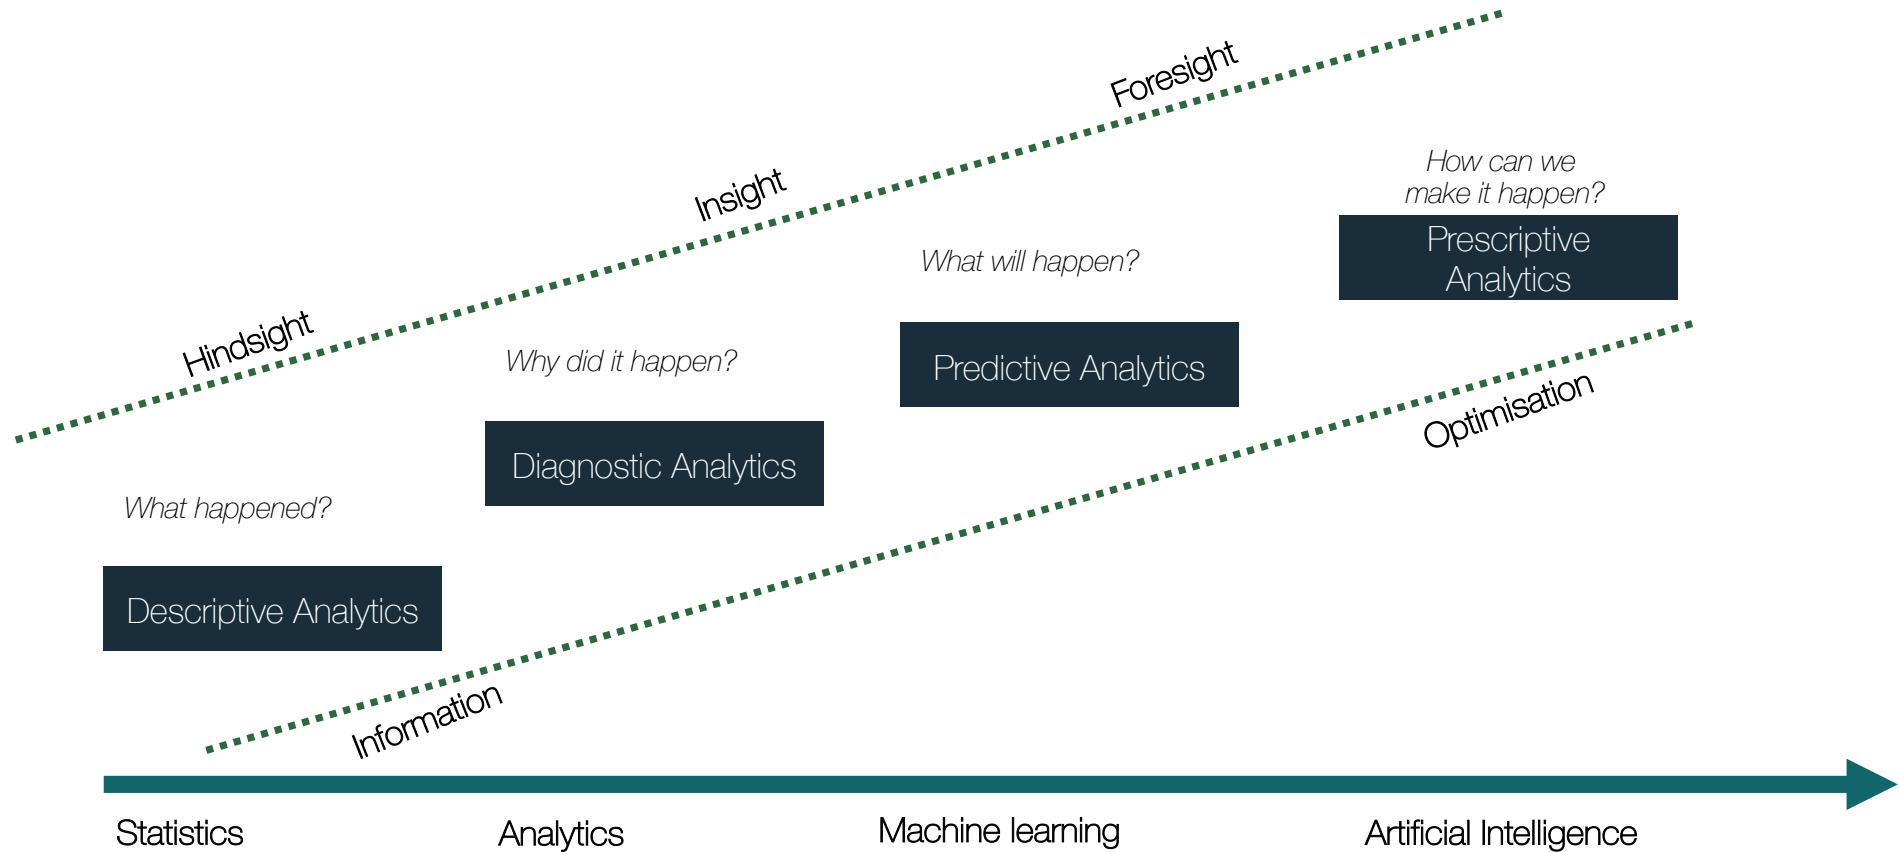 Foresight
How can we
make it happen?
Prescriptive
Analytics
Insight
What will happen?
Predictive Analytics
Hindsight
Why did it happen?
Diagnostic Analytics
Optimisation
What happened?
Descriptive Analytics
Information
Statistics
Analytics
Machine learning
Artificial Intelligence